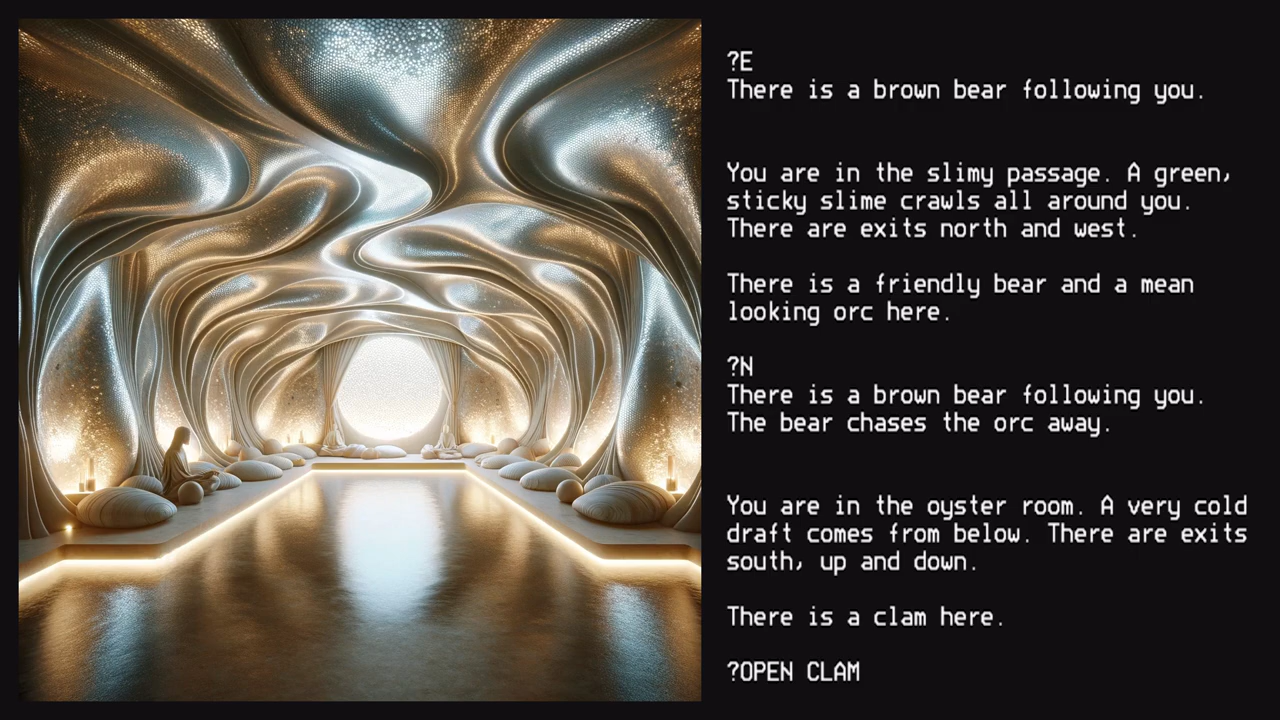 ?E
There is a brown bear following you.
You are in the slimy passage. A green,
sticky slime crawls all around you.
There are exits north and west.
There is a friendly bear and a mean
looking orc here.
?N
There is a brown bear following you.
The bear chases the orc away.
You are in the oyster room. A very cold
draft comes from below. There are exits
south, up and down.
There is a clam here.
?OPEN CLAM